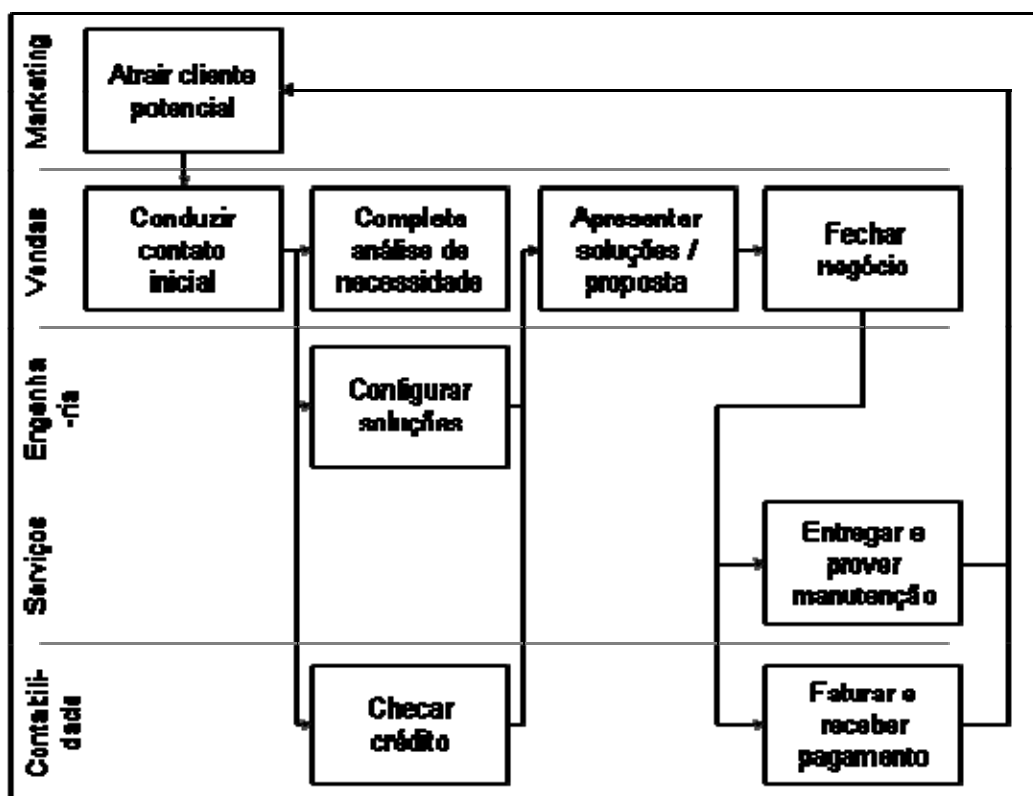 Marketing
Atrair cliente
potencial
Vendas
Conduzir
contato
inicial
Completa
análise de
necessidade
Apresentar
soluções /
proposta
Fechar
negócio
Engenha
-ria
Configurar
soluções
Serviços
Entregar e
prover
manutenção
Contabili-
dade
Checar
crédito
Faturar e
receber
pagamento